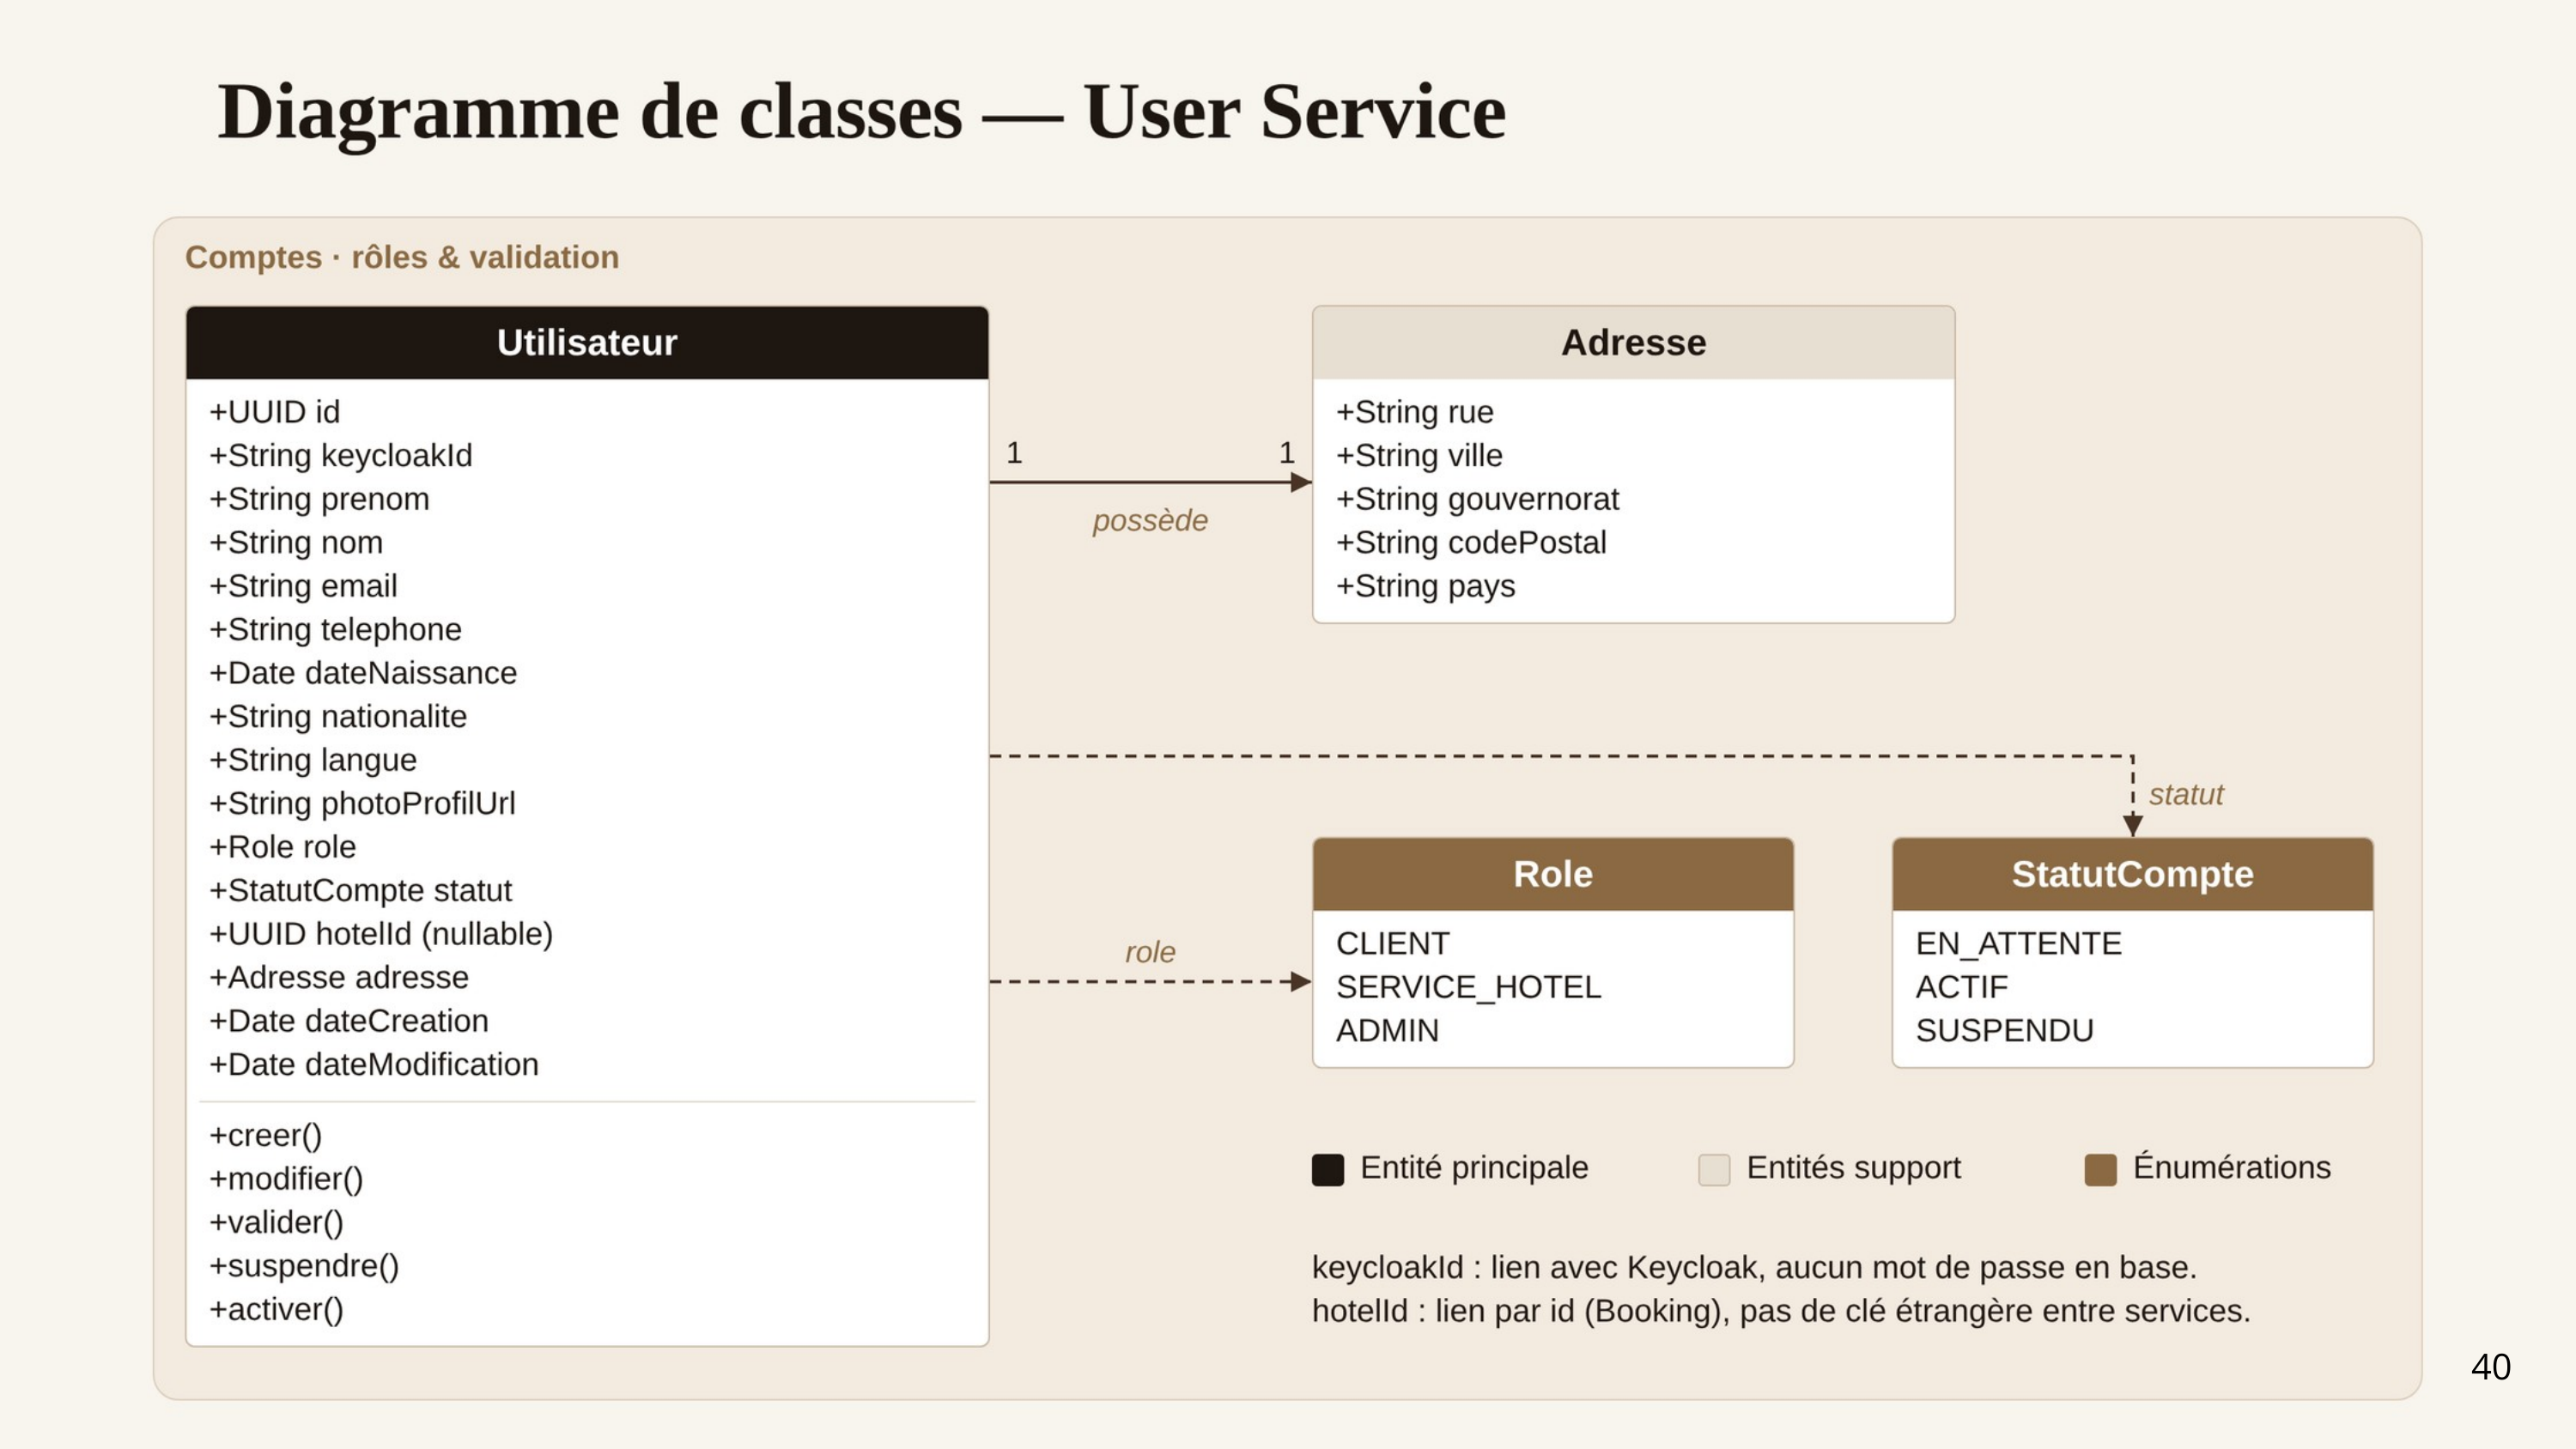 Diagramme de classes — User Service
Comptes · rôles & validation
Utilisateur
+UUID id
+String keycloakId
+String prenom
+String nom
+String email
+String telephone
+Date dateNaissance
+String nationalite
+String langue
+String photoProfilUrl
+Role role
+StatutCompte statut
+UUID hotelId (nullable)
+Adresse adresse
+Date dateCreation
+Date dateModification
+creer()
+modifier()
+valider()
+suspendre()
+activer()
1
1
possède
Adresse
+String rue
+String ville
+String gouvernorat
+String codePostal
+String pays
statut
role
Role
CLIENT
SERVICE_HOTEL
ADMIN
StatutCompte
EN_ATTENTE
ACTIF
SUSPENDU
Entité principale
Entités support
Énumérations
keycloakId : lien avec Keycloak, aucun mot de passe en base.
hotelId : lien par id (Booking), pas de clé étrangère entre services.
40